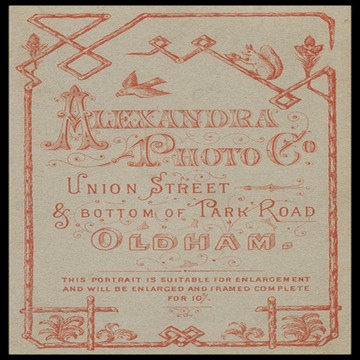 ALEXANDRA
PHOTO Co
UNION STREET
& BOTTOM OF PARK ROAD
OLDHAM.
THIS PORTRAIT IS SUITABLE FOR ENLARGEMENT
AND WILL BE ENLARGED AND FRAMED COMPLETE
FOR 10/-